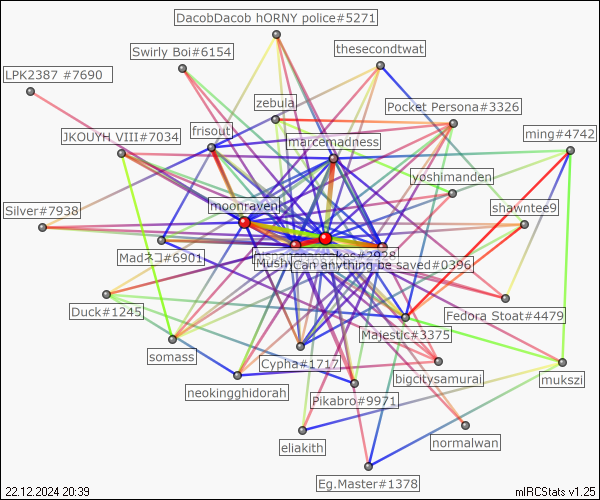 DacobDacob hORNY police#5271
Swirly Boi#6154
thesecondtwat
LPK2387 #7690
zebula
Pocket Persona#3326
frisout
ming#4742
JKOUYH VIII#7034
marcemadness
yoshimanden
moonraven
Silver#7938
shawntee9
Madネコ#6901
Mush
Can anything be saved#0396
Duck#1245
Fedora Stoat#4479
Majestic#3375
somass
Cypha#1717
bigcitysamurai
mukszi
neokingghidorah
Pikabro#9971
eliakith
normalwan
Eg.Master#1378
22.12.2024 20:39
mIRCStats v1.25